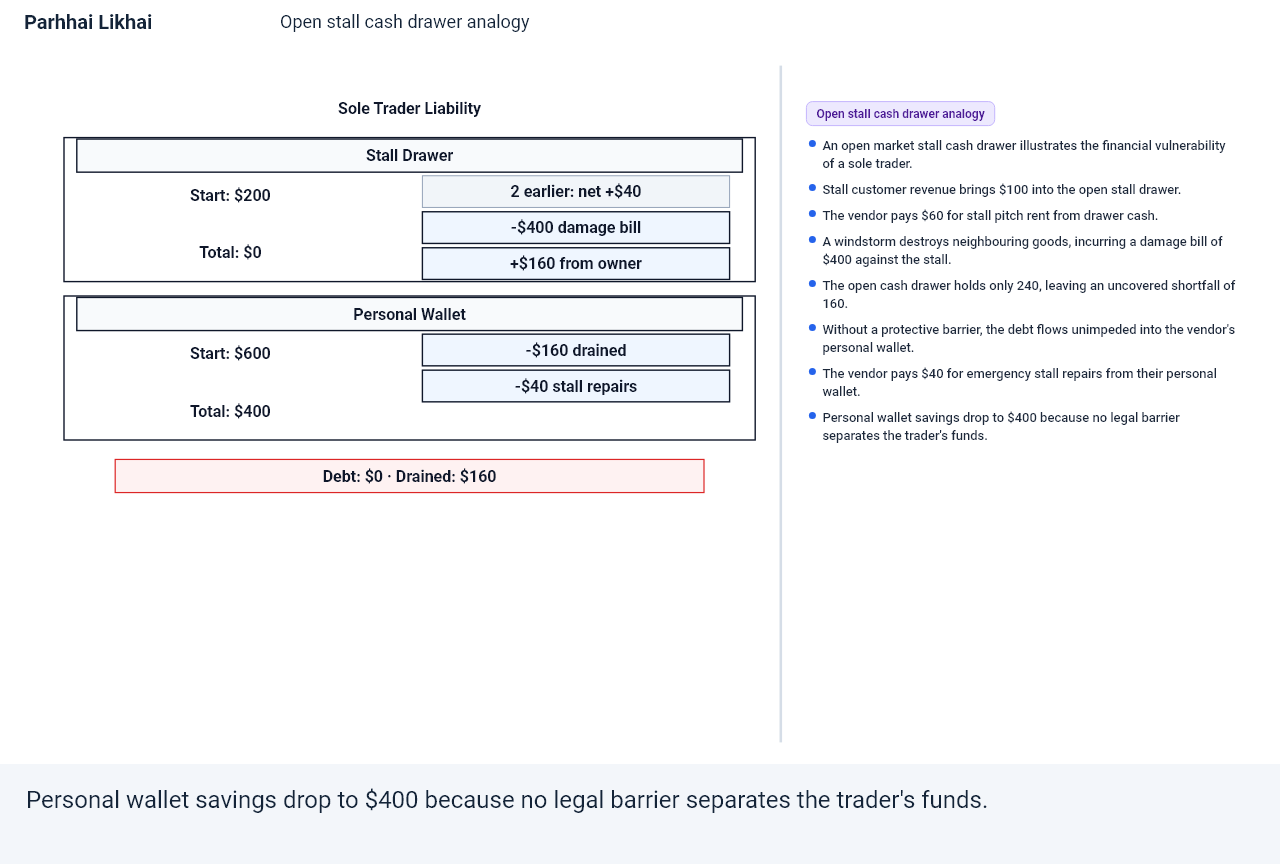 Parhhai Likhai
Open stall cash drawer analogy
Sole Trader Liability
Stall Drawer
Start: $200
Total: $0
2 earlier: net +$40
-$400 damage bill
+$160 from owner
Personal Wallet
Start: $600
Total: $400
-$160 drained
-$40 stall repairs
Debt: $0 · Drained: $160
Open stall cash drawer analogy
An open market stall cash drawer illustrates the financial vulnerability
of a sole trader.
Stall customer revenue brings $100 into the open stall drawer.
The vendor pays $60 for stall pitch rent from drawer cash.
A windstorm destroys neighbouring goods, incurring a damage bill of
$400 against the stall.
The open cash drawer holds only 240, leaving an uncovered shortfall of
160.
Without a protective barrier, the debt flows unimpeded into the vendor's
personal wallet.
The vendor pays $40 for emergency stall repairs from their personal
wallet.
Personal wallet savings drop to $400 because no legal barrier
separates the trader's funds.
Personal wallet savings drop to $400 because no legal barrier separates the trader's funds.